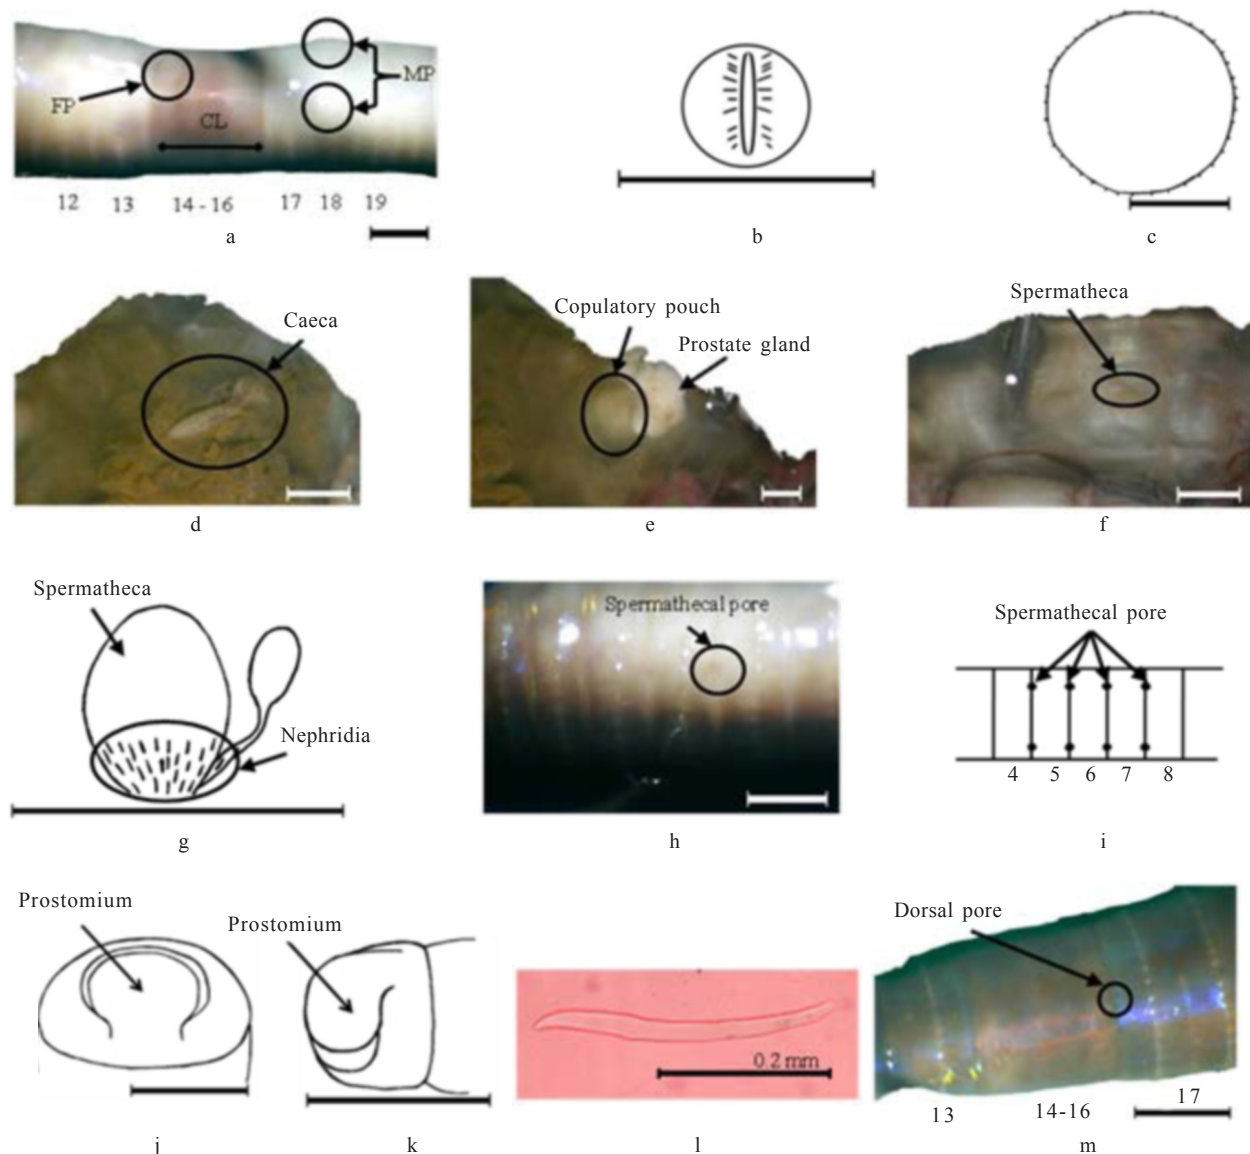 FP
CL
MP
12 13 14 - 16 17 18 19
a
b
c
Caeca
d
Copulatory pouch
Prostate gland
e
Spermatheca
f
Spermatheca
Nephridia
g
Spermathecal pore
h
Spermathecal pore
4 5 6 7 8
i
Prostomium
j
Prostomium
k
0.2 mm
l
Dorsal pore
13 14-16 17
m